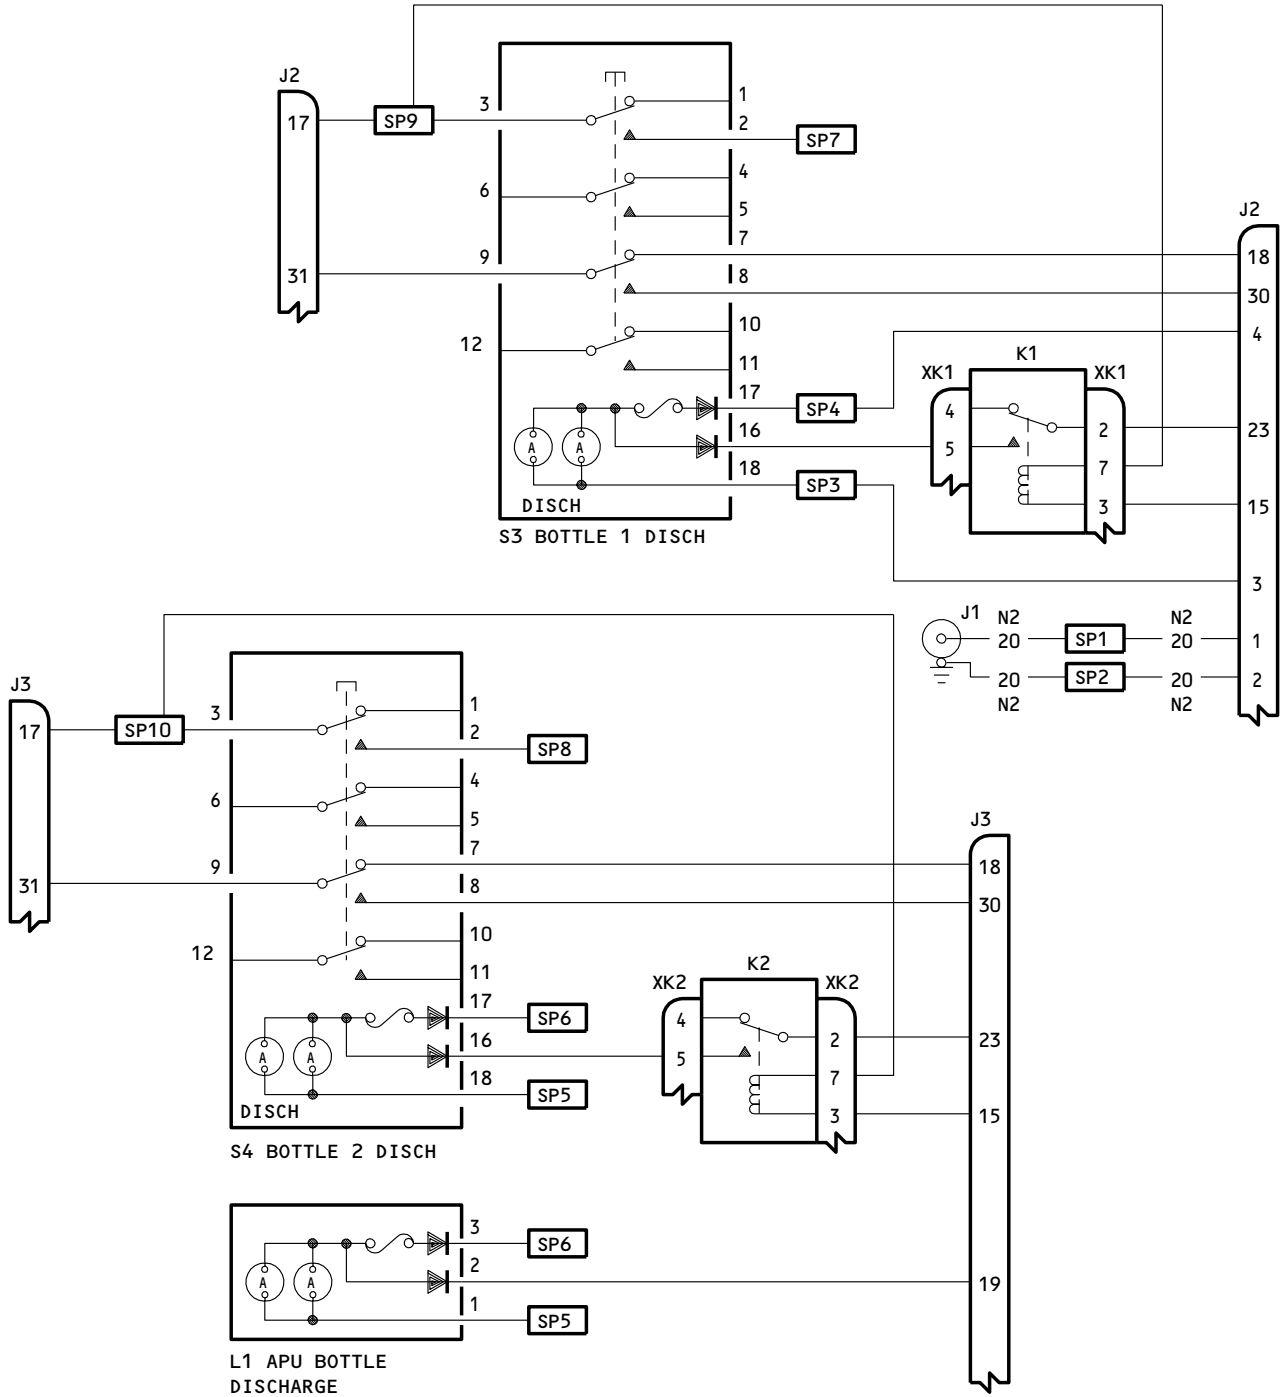 J2
17
SP9
31
3
6
9
12
1
2
SP7
4
5
7
8
10
11
17
SP4
16
18
SP3
A
A
DISCH
S3 BOTTLE 1 DISCH
K1
XK1
XK1
4
5
2
7
3
J2
18
30
4
23
15
3
1
2
J1
N2
20
SP1
N2
20
20
N2
SP2
20
N2
J3
17
SP10
31
3
6
9
12
1
2
SP8
4
5
7
8
10
11
17
SP6
16
18
SP5
A
A
DISCH
S4 BOTTLE 2 DISCH
K2
XK2
XK2
4
5
2
7
3
J3
18
30
23
15
19
3
SP6
2
1
SP5
A
A
L1 APU BOTTLE
DISCHARGE